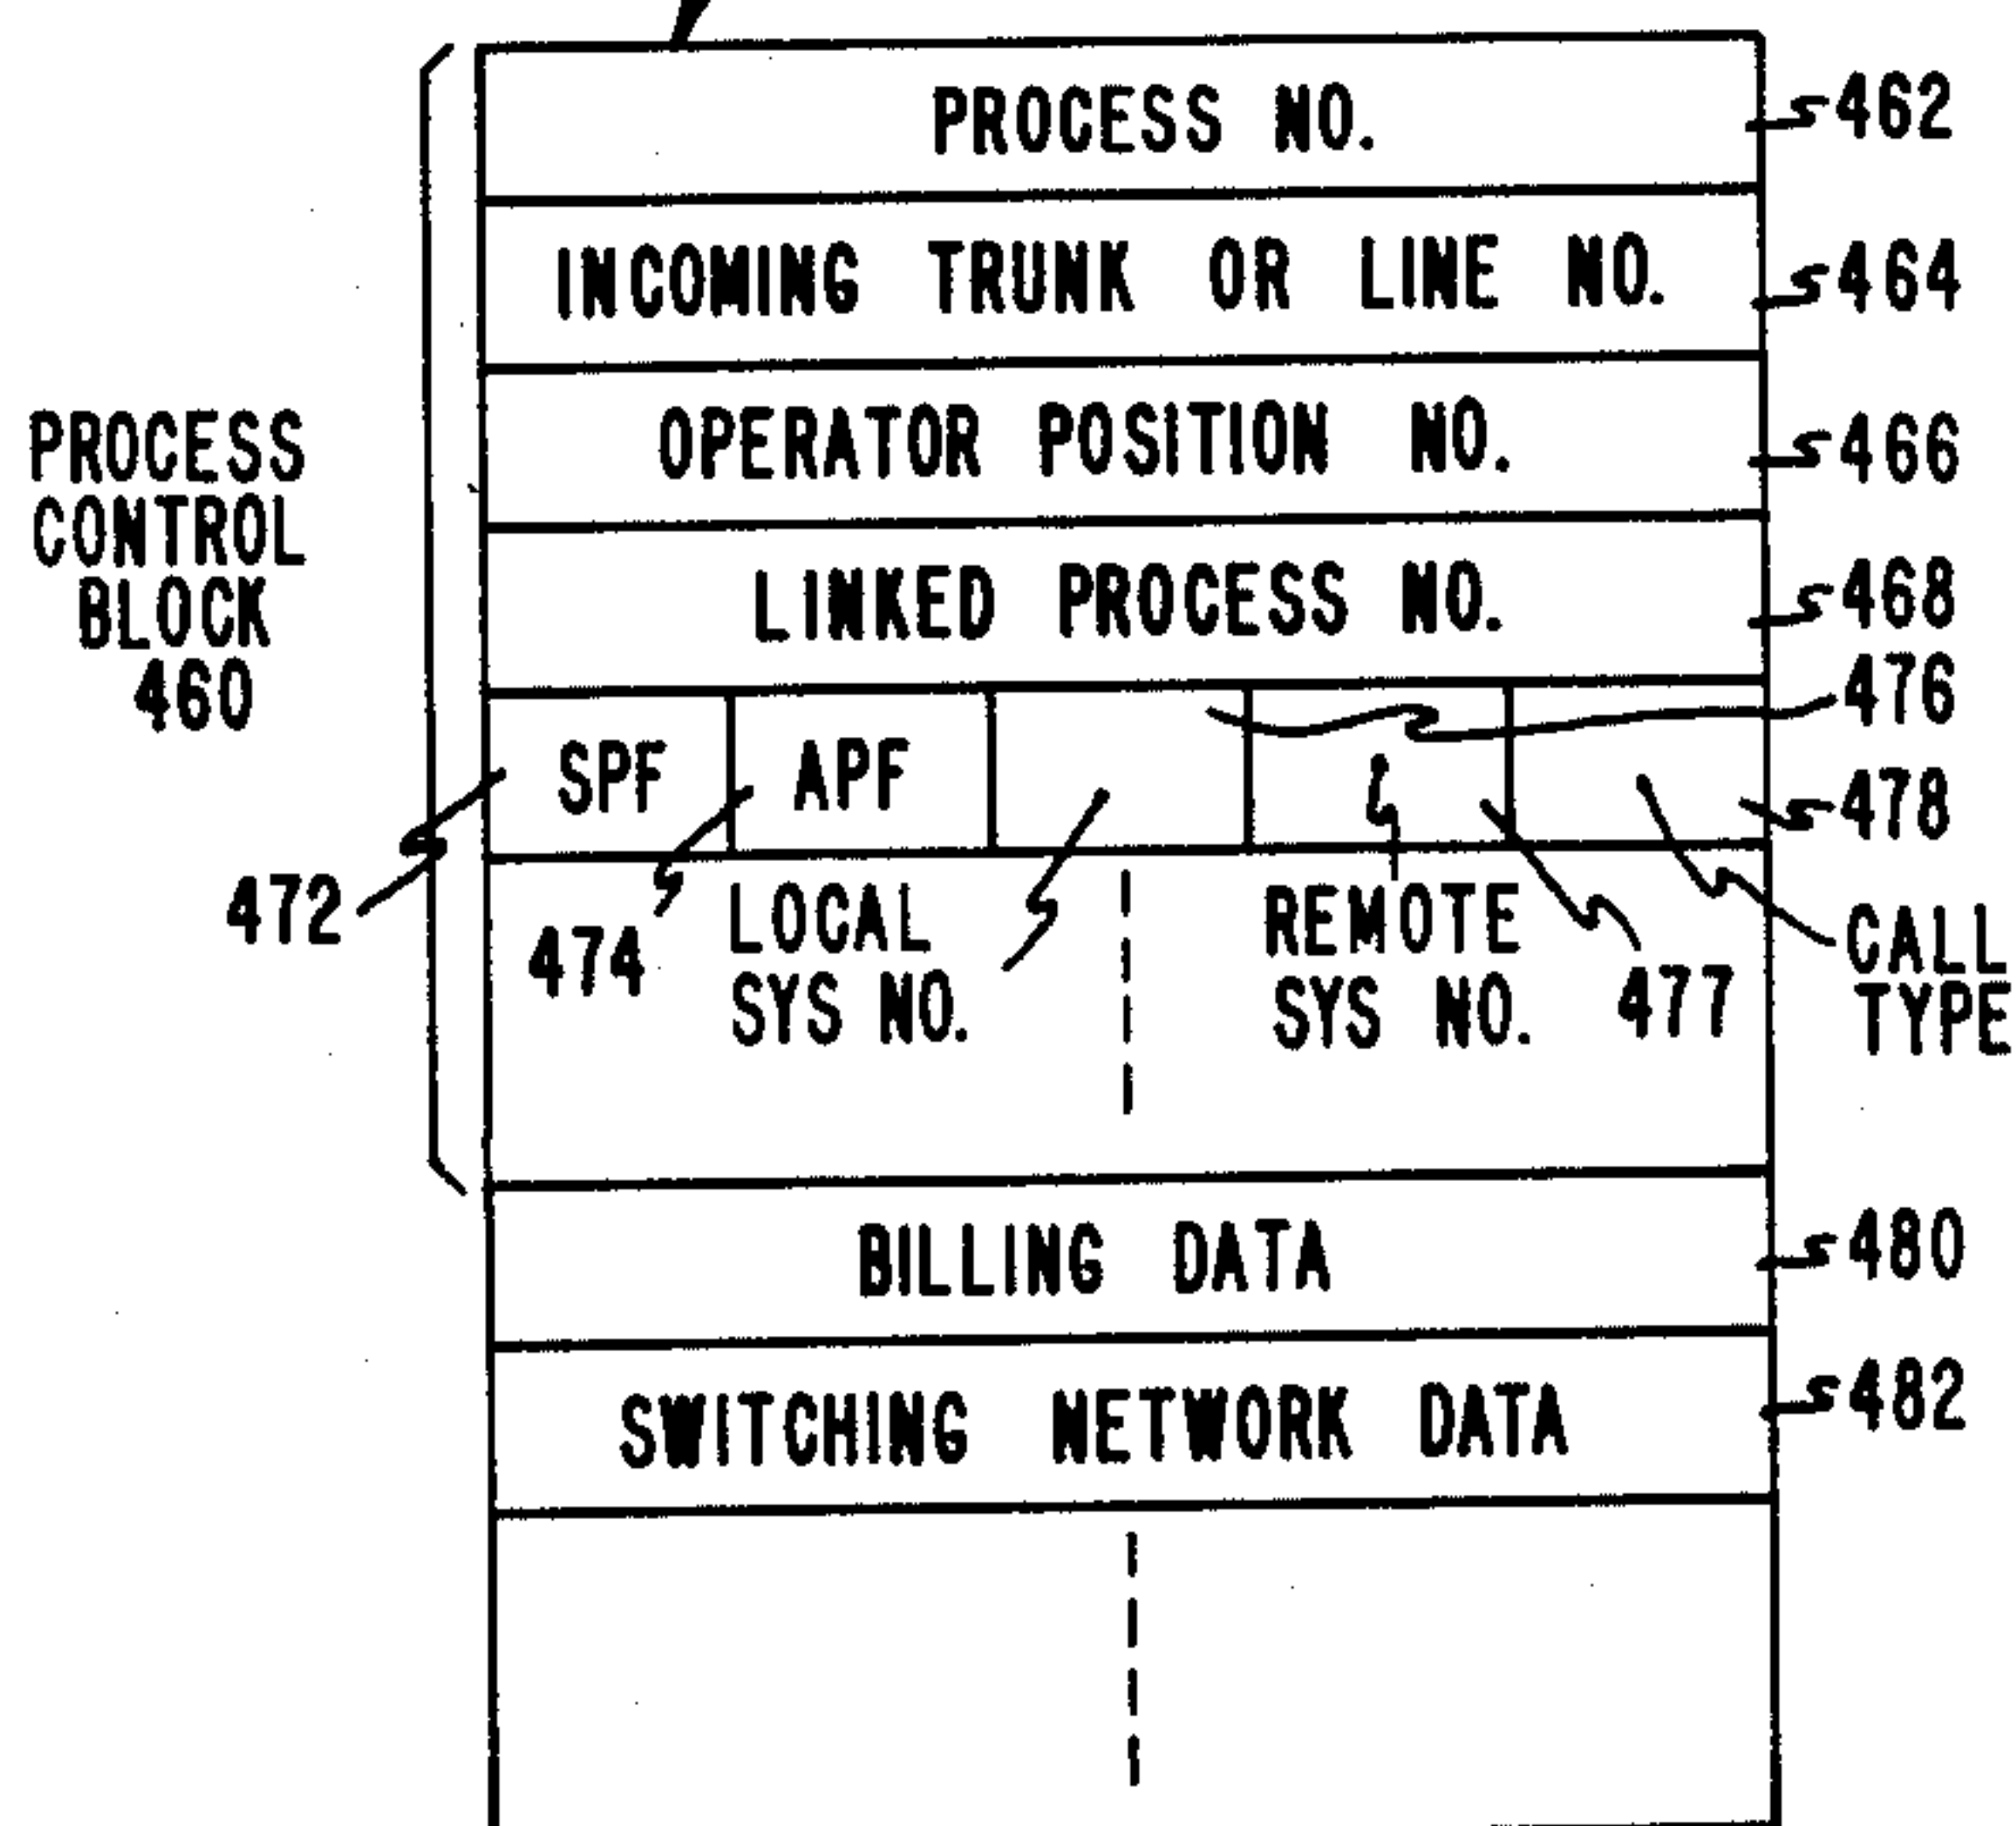 PROCESS NO.
462
INCOMING TRUNK OR LINE NO.
464
OPERATOR POSITION NO.
466
PROCESS
CONTROL
BLOCK
460
LINKED PROCESS NO.
468
476
SPF
APF
478
472
474
LOCAL
SYS NO.
REMOTE
SYS NO.
477
CALL
TYPE
BILLING DATA
480
SWITCHING NETWORK DATA
482